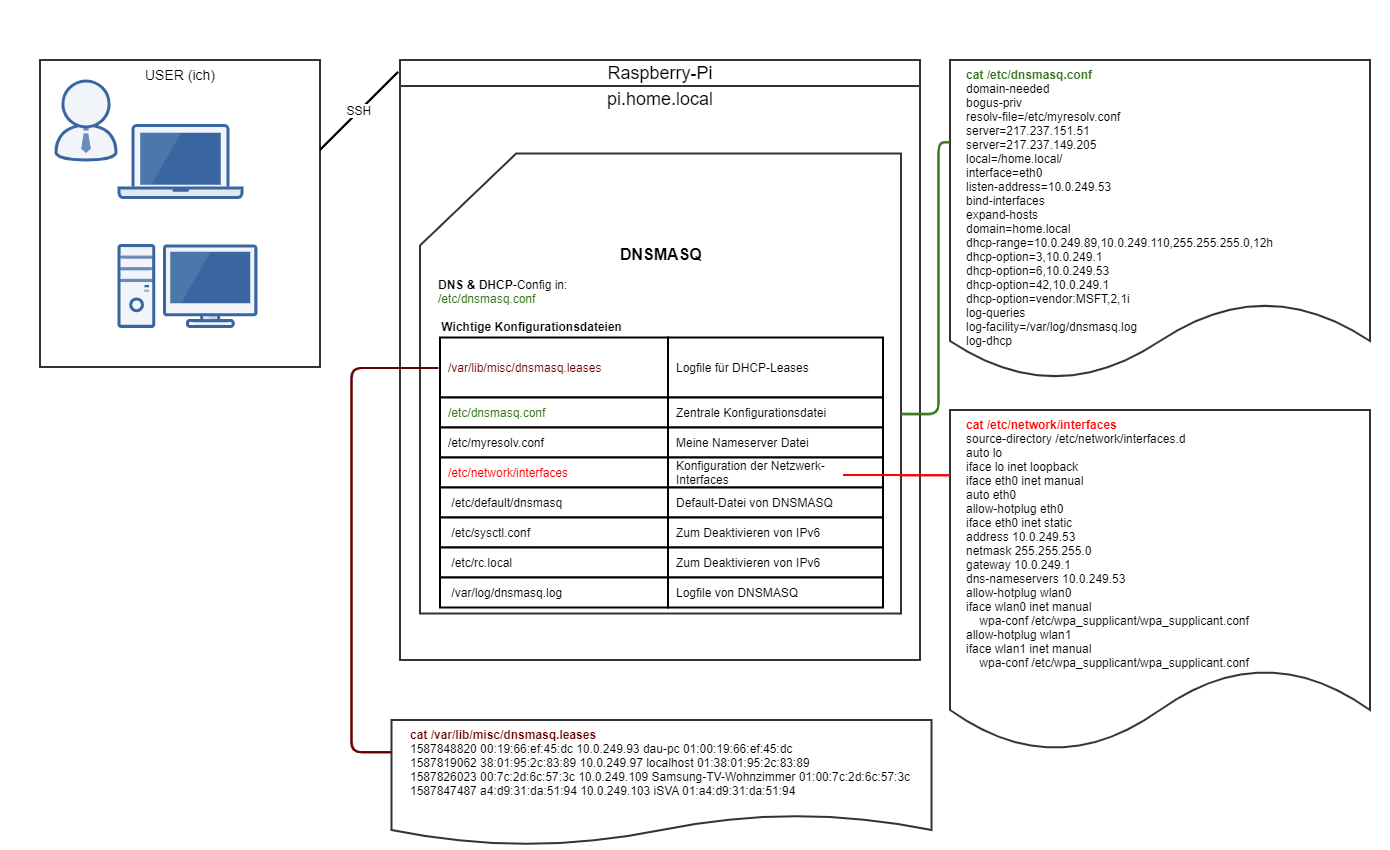 USER (ich)
SSH
Raspberry-Pi
pi.home.local
DNSMASQ
DNS & DHCP-Config in:
/etc/dnsmasq.conf
Wichtige Konfigurationsdateien
/var/lib/misc/dnsmasq.leases Logfile für DHCP-Leases
/etc/dnsmasq.conf Zentrale Konfigurationsdatei
/etc/myresolv.conf Meine Nameserver Datei
/etc/network/interfaces Konfiguration der Netzwerk-
Interfaces
/etc/default/dnsmasq Default-Datei von DNSMASQ
/etc/sysctl.conf Zum Deaktivieren von IPv6
/etc/rc.local Zum Deaktivieren von IPv6
/var/log/dnsmasq.log Logfile von DNSMASQ
cat /etc/dnsmasq.conf
domain-needed
bogus-priv
resolv-file=/etc/myresolv.conf
server=217.237.151.51
server=217.237.149.205
local=/home.local/
interface=eth0
listen-address=10.0.249.53
bind-interfaces
expand-hosts
domain=home.local
dhcp-range=10.0.249.89,10.0.249.110,255.255.255.0,12h
dhcp-option=3,10.0.249.1
dhcp-option=6,10.0.249.53
dhcp-option=42,10.0.249.1
dhcp-option=vendor:MSFT,2,1i
log-queries
log-facility=/var/log/dnsmasq.log
log-dhcp
cat /etc/network/interfaces
source-directory /etc/network/interfaces.d
auto lo
iface lo inet loopback
iface eth0 inet manual
auto eth0
allow-hotplug eth0
iface eth0 inet static
address 10.0.249.53
netmask 255.255.255.0
gateway 10.0.249.1
dns-nameservers 10.0.249.53
allow-hotplug wlan0
iface wlan0 inet manual
wpa-conf /etc/wpa_supplicant/wpa_supplicant.conf
allow-hotplug wlan1
iface wlan1 inet manual
wpa-conf /etc/wpa_supplicant/wpa_supplicant.conf
cat /var/lib/misc/dnsmasq.leases
1587848820 00:19:66:ef:45:dc 10.0.249.93 dau-pc 01:00:19:66:ef:45:dc
1587819062 38:01:95:2c:83:89 10.0.249.97 localhost 01:38:01:95:2c:83:89
1587826023 00:7c:2d:6c:57:3c 10.0.249.109 Samsung-TV-Wohnzimmer 01:00:7c:2d:6c:57:3c
1587847487 a4:d9:31:da:51:94 10.0.249.103 iSVA 01:a4:d9:31:da:51:94